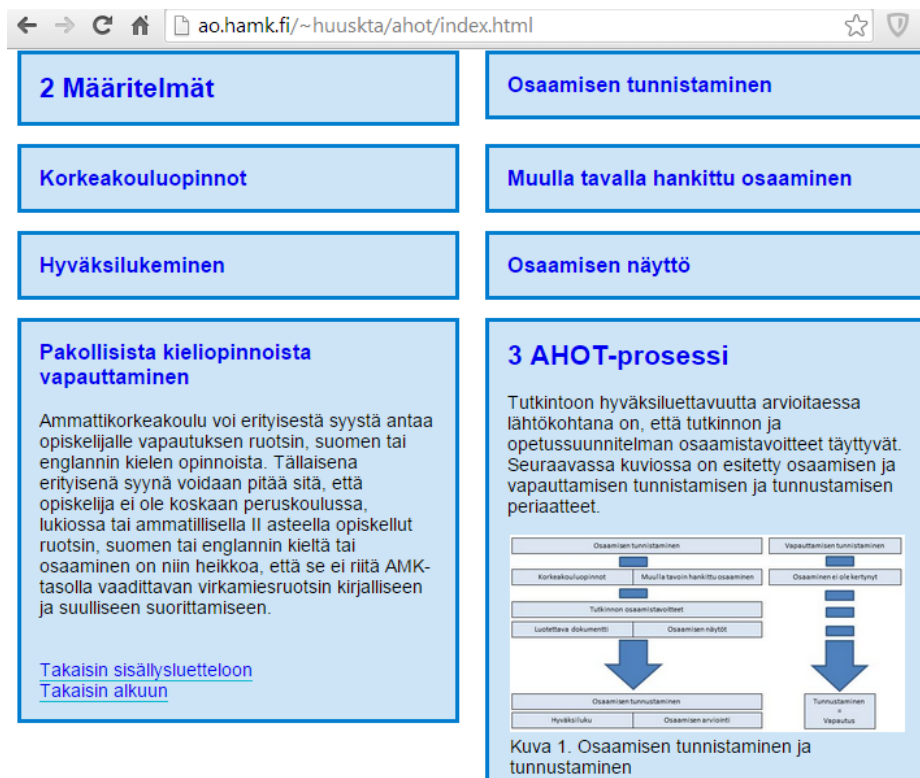 ao.hamk.fi/~huuskta/ahot/index.html
2 Määritelmät
Korkeakouluopinnot
Hyväksilukeminen
Pakollisista kieliopinnoista
vapauttaminen
Ammattikorkeakoulu voi erityisestä syystä antaa
opiskelijalle vapautuksen ruotsin, suomen tai
englannin kielen opinnoista. Tällaisena
erityisenä syynä voidaan pitää sitä, että
opiskelija ei ole koskaan peruskoulussa,
lukiossa tai ammatillisella II asteella opiskellut
ruotsin, suomen tai englannin kieltä tai
osaaminen on niin heikkoa, että se ei riitä AMK-
tasolla vaadittavan virkamiesruotsin kirjalliseen
ja suulliseen suorittamiseen.
Takaisin sisällysluetteloon
Takaisin alkuun
Osaamisen tunnistaminen
Muulla tavalla hankittu osaaminen
Osaamisen näyttö
3 AHOT-prosessi
Tutkintoon hyväksiluettavuutta arvioitaessa
lähtökohtana on, että tutkinnon ja
opetussuunnitelman osaamistavoitteet täyttyvät.
Seuraavassa kuviossa on esitetty osaamisen ja
vapauttamisen tunnistamisen ja tunnustamisen
periaatteet.
Osaamisen tunnistaminen
Korkeakouluopinnot
Muulla tavoin hankittu osaaminen
Tutkinnon osaamistavoitteet
Luotettava dokumentti
Osaamisen näytöt
Osaamisen tunnustaminen
Hyväksiluku
Osaamisen arviointi
Vapauttamisen tunnistaminen
Osaaminen ei ole kertynyt
Tunnustaminen
=
Vapautus
Kuva 1. Osaamisen tunnistaminen ja
tunnustaminen